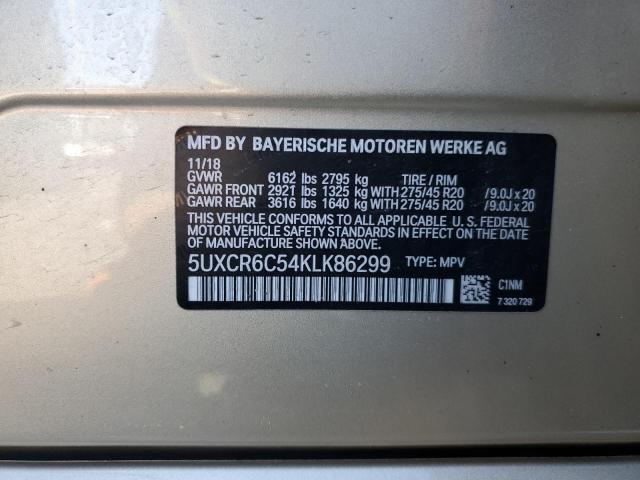 MFD BY BAYERISCHE MOTOREN WERKE AG
11/18
GVWR 6162 lbs 2795 kg TIRE / RIM
GAWR FRONT 2921 lbs 1325 kg WITH 275/45 R20 /9.0J x 20
GAWR REAR 3616 lbs 1640 kg WITH 275/45 R20 /9.0J x 20
THIS VEHICLE CONFORMS TO ALL APPLICABLE U. S. FEDERAL
MOTOR VEHICLE SAFETY STANDARDS IN EFFECT ON THE
DATE OF MANUFACTURE SHOWN ABOVE.
5UXCR6C54KLK86299 TYPE: MPV
C1NM
7 320 729